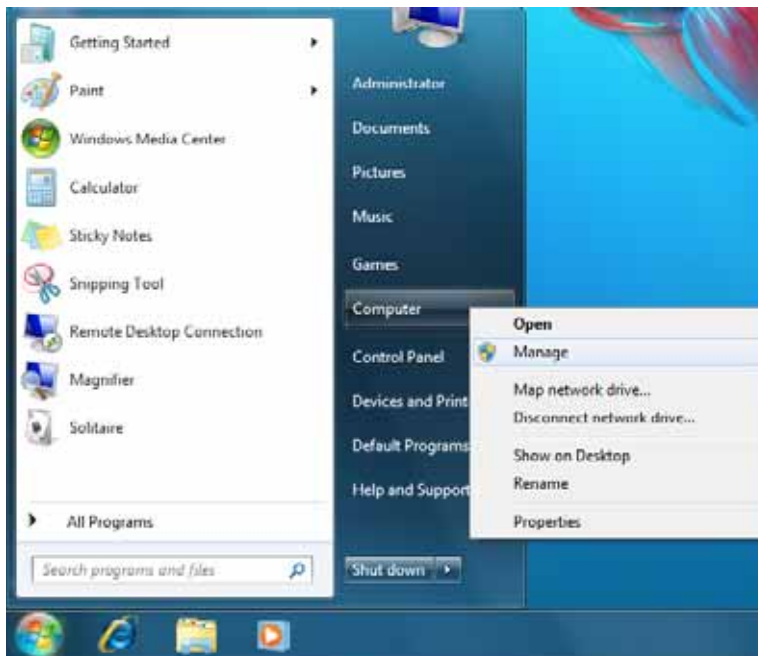 Getting Started
Paint
Windows Media Center
Calculator
Sticky Notes
Snipping Tool
Remote Desktop Connection
Magnifier
Solitaire
All Programs
Search programs and files
Administrator
Documents
Pictures
Music
Games
Computer
Control Panel
Devices and Print
Default Programs
Help and Support
Shut down
Open
Manage
Map network drive...
Disconnect network drive...
Show on Desktop
Rename
Properties